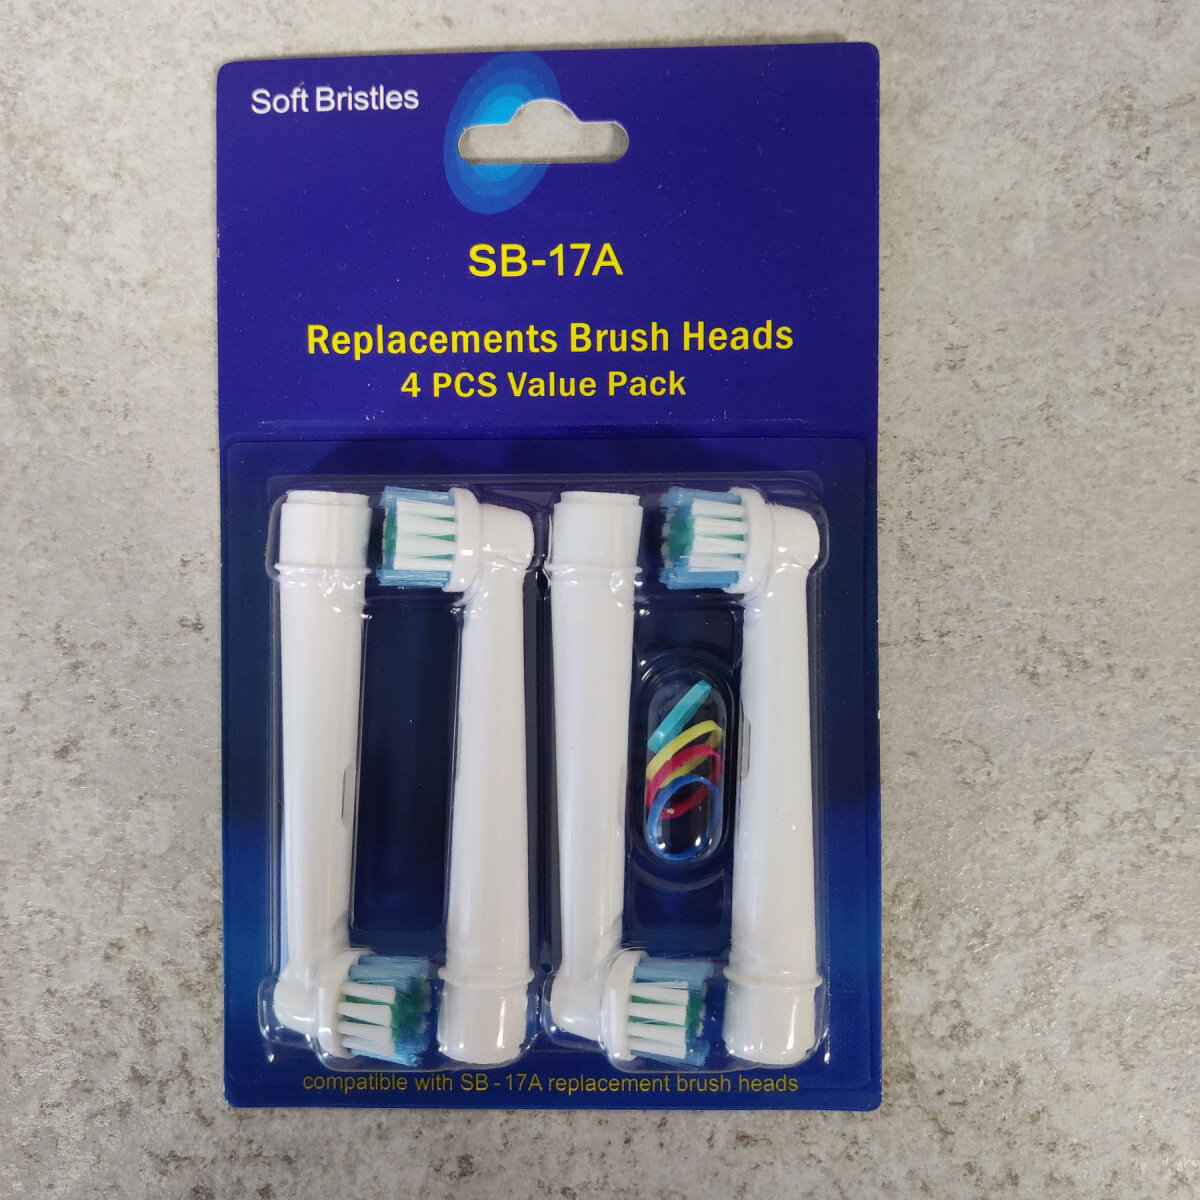 Soft Bristles
SB-17A
Replacements Brush Heads
4 PCS Value Pack
compatible with SB - 17A replacement brush heads